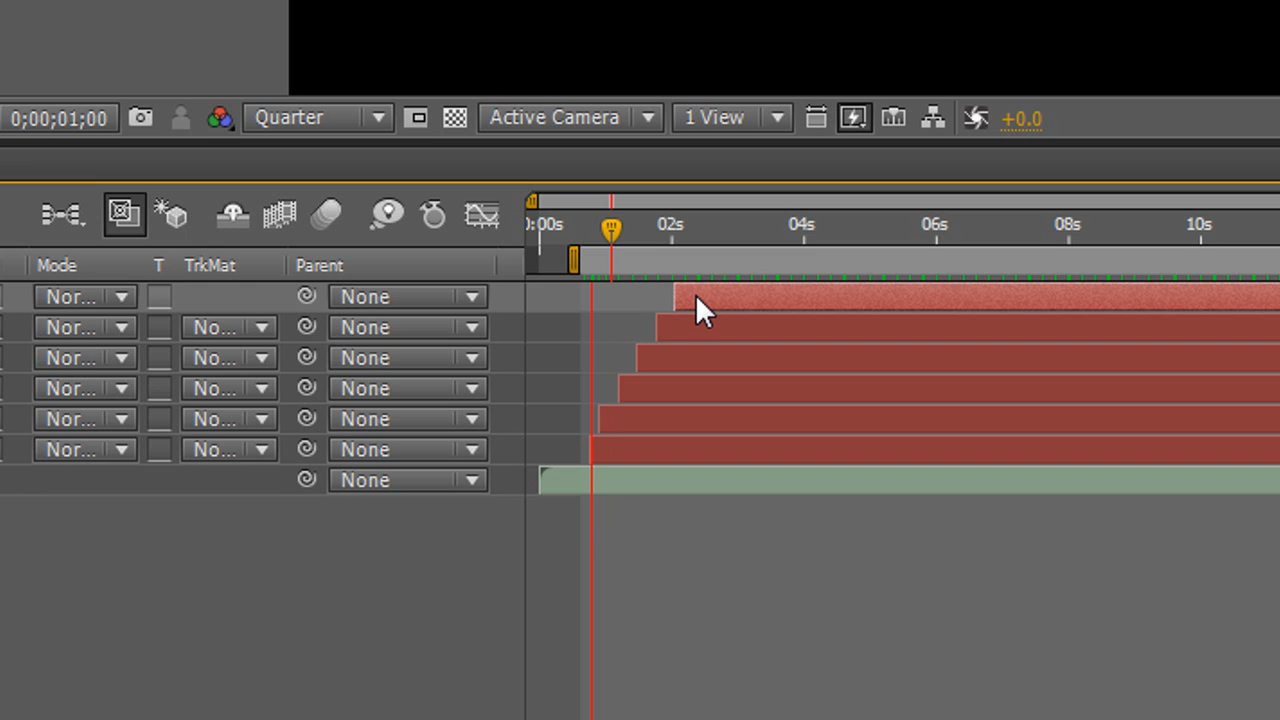 0;00;01;00 Quarter Active Camera 1 View +0.0
0:00s 02s 04s 06s 08s 10s
Mode T TrkMat Parent
Nor... None
Nor... No... None
Nor... No... None
Nor... No... None
Nor... No... None
Nor... No... None
None